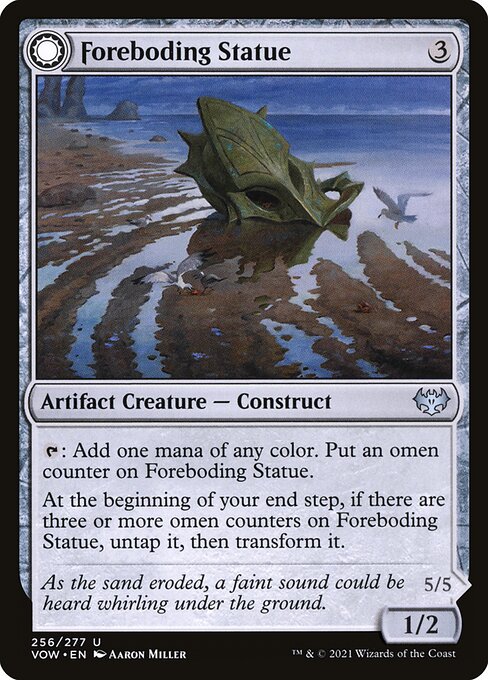 Foreboding Statue 3
Artifact Creature — Construct
: Add one mana of any color. Put an omen
counter on Foreboding Statue.
At the beginning of your end step, if there are
three or more omen counters on Foreboding
Statue, untap it, then transform it.
As the sand eroded, a faint sound could be
heard whirling under the ground.
5/5
1/2
256/277 U
VOW • EN Aaron Miller
™ & © 2021 Wizards of the Coast